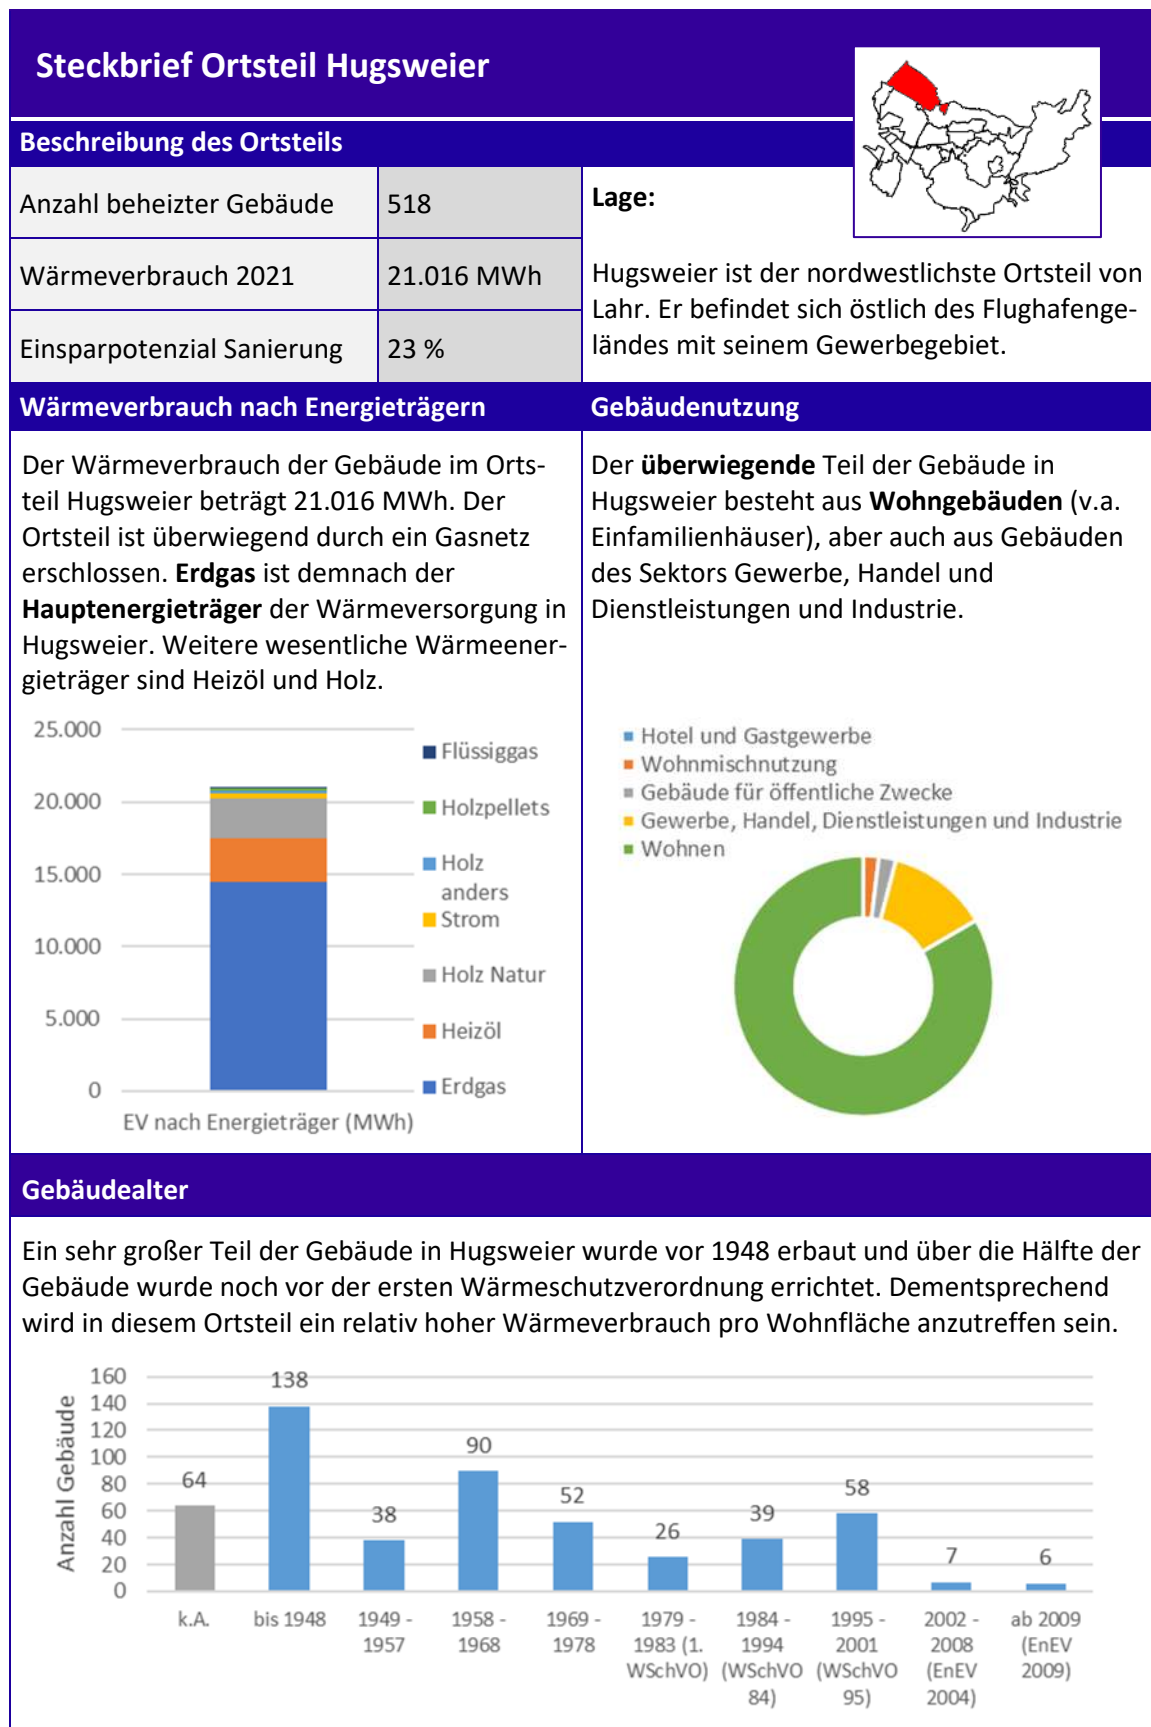 Steckbrief Ortsteil Hugsweier
Beschreibung des Ortsteils
Anzahl beheizter Gebäude 518
Wärmeverbrauch 2021 21.016 MWh
Einsparpotenzial Sanierung 23 %
Lage:
Hugsweier ist der nordwestlichste Ortsteil von
Lahr. Er befindet sich östlich des Flughafenge-
ländes mit seinem Gewerbegebiet.
Wärmeverbrauch nach Energieträgern
Der Wärmeverbrauch der Gebäude im Orts-
teil Hugsweier beträgt 21.016 MWh. Der
Ortsteil ist überwiegend durch ein Gasnetz
erschlossen. Erdgas ist demnach der
Hauptenergieträger der Wärmeversorgung in
Hugsweier. Weitere wesentliche Wärmeener-
gieträger sind Heizöl und Holz.
25.000
20.000
15.000
10.000
5.000
0
EV nach Energieträger (MWh)
Flüssiggas
Holzpellets
Holz
anders
Strom
Holz Natur
Heizöl
Erdgas
Gebäudenutzung
Der überwiegende Teil der Gebäude in
Hugsweier besteht aus Wohngebäuden (v.a.
Einfamilienhäuser), aber auch aus Gebäuden
des Sektors Gewerbe, Handel und
Dienstleistungen und Industrie.
Hotel und Gastgewerbe
Wohnmischnutzung
Gebäude für öffentliche Zwecke
Gewerbe, Handel, Dienstleistungen und Industrie
Wohnen
Gebäudealter
Ein sehr großer Teil der Gebäude in Hugsweier wurde vor 1948 erbaut und über die Hälfte der
Gebäude wurde noch vor der ersten Wärmeschutzverordnung errichtet. Dementsprechend
wird in diesem Ortsteil ein relativ hoher Wärmeverbrauch pro Wohnfläche anzutreffen sein.
Anzahl Gebäude
160
140
120
100
80
60
40
20
0
64 138 38 90 52 26 39 58 7 6
k.A.
bis 1948
1949 -
1957
1958 -
1968
1969 -
1978
1979 -
1983 (1.
WSchVO)
1984 -
1994
(WSchVO
84)
1995 -
2001
(WSchVO
95)
2002 -
2008
(EnEV
2004)
ab 2009
(EnEV
2009)